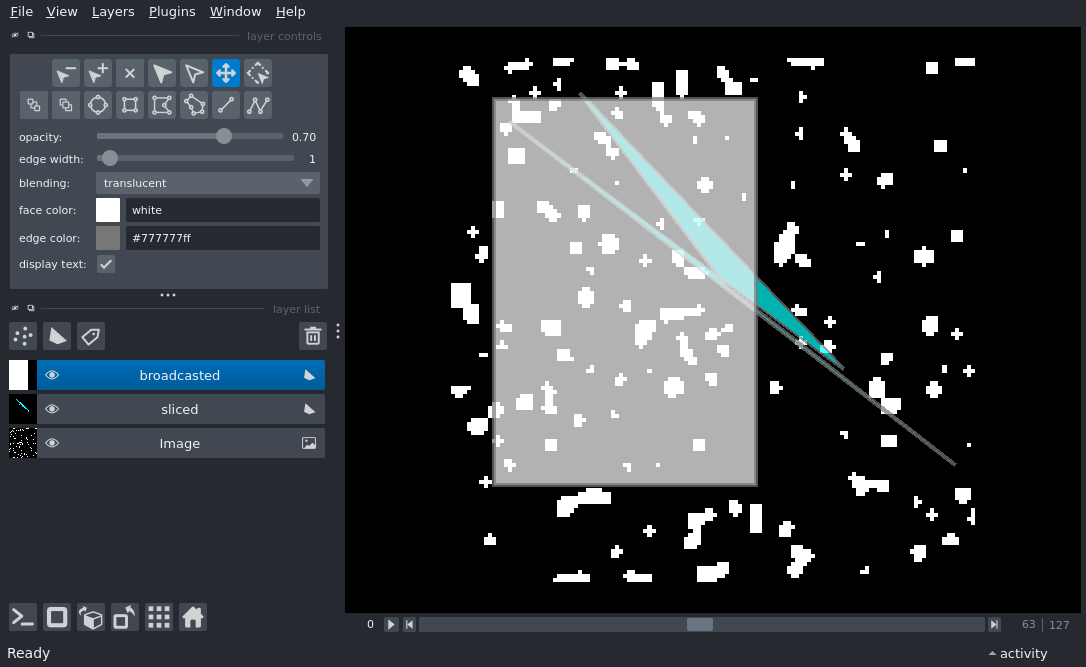 File View Layers Plugins Window Help
layer controls
opacity: 0.70
edge width: 1
blending: translucent
face color: white
edge color: #777777ff
display text:
layer list
broadcasted
sliced
Image
0 63 127
Ready activity